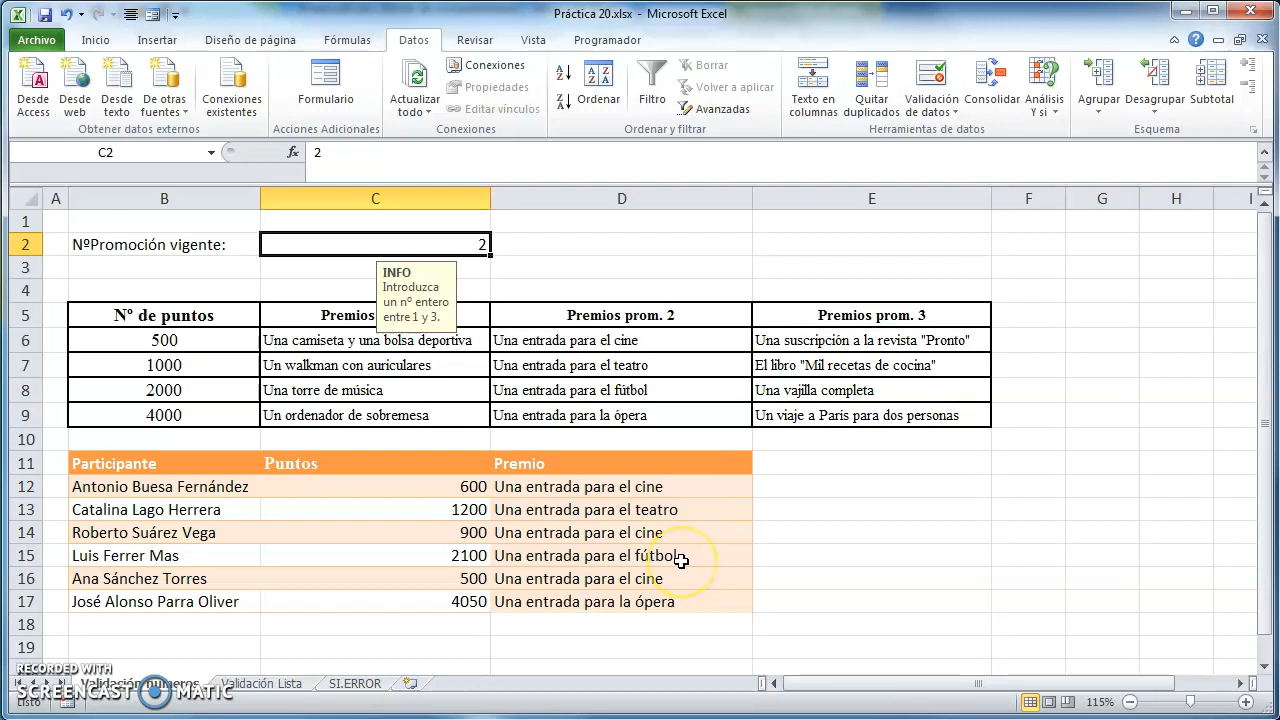 Práctica 20.xlsx - Microsoft Excel
Archivo Inicio Insertar Diseño de página Fórmulas Datos Revisar Vista Programador
Desde Access
Desde web
Desde texto
De otras fuentes
Conexiones existentes
Obtener datos externos
Formulario
Acciones Adicionales
Actualizar todo
Conexiones
Propiedades
Editar vínculos
Conexiones
Ordenar
Filtro
Borrar
Volver a aplicar
Avanzadas
Ordenar y filtrar
Texto en columnas
Quitar duplicados
Validación de datos
Consolidar
Análisis Y si
Herramientas de datos
Agrupar
Desagrupar
Subtotal
Esquema
C2 fx 2
A B C D E F G H I
1
2 NºPromoción vigente: 2
3
4
INFO
Introduzca
un nº entero
entre 1 y 3.
5 Nº de puntos Premios Premios prom. 2 Premios prom. 3
6 500 Una camiseta y una bolsa deportiva Una entrada para el cine Una suscripción a la revista "Pronto"
7 1000 Un walkman con auriculares Una entrada para el teatro El libro "Mil recetas de cocina"
8 2000 Una torre de música Una entrada para el fútbol Una vajilla completa
9 4000 Un ordenador de sobremesa Una entrada para la ópera Un viaje a París para dos personas
10
11 Participante Puntos Premio
12 Antonio Buesa Fernández 600 Una entrada para el cine
13 Catalina Lago Herrera 1200 Una entrada para el teatro
14 Roberto Suárez Vega 900 Una entrada para el cine
15 Luis Ferrer Mas 2100 Una entrada para el fútbol
16 Ana Sánchez Torres 500 Una entrada para el cine
17 José Alonso Parra Oliver 4050 Una entrada para la ópera
18
19
RECORDED WITH
SCREENCAST MATIC
Validación números Validación Lista SI.ERROR
Listo 115%